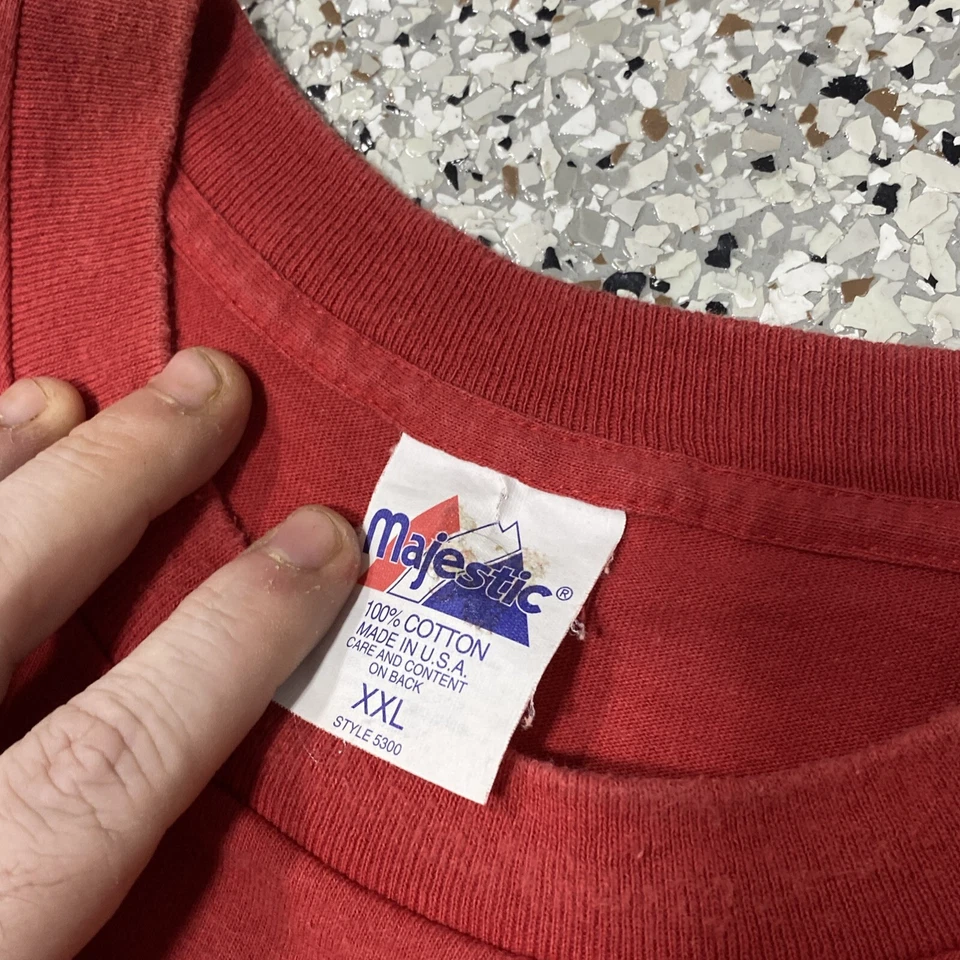 Majestic®
100% COTTON
MADE IN U.S.A.
CARE AND CONTENT
ON BACK
XXL
STYLE 5300